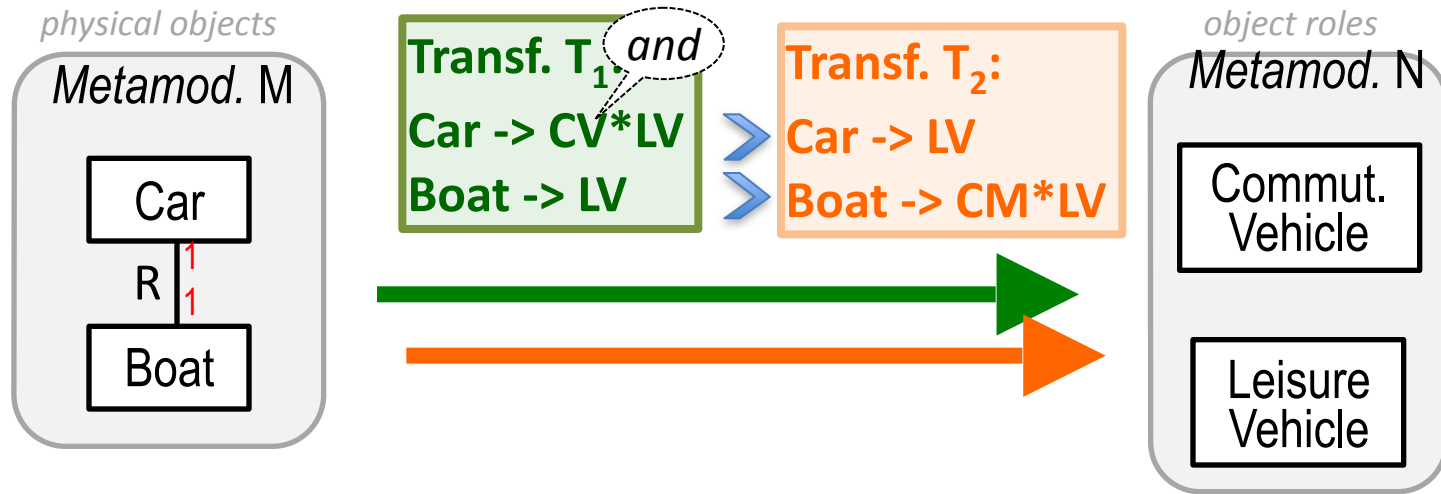 physical objects
Metamod. M
Car
1
R
1
Boat
Transf. T1:
and
Car -> CV*LV
Boat -> LV
Transf. T2:
Car -> LV
Boat -> CM*LV
object roles
Metamod. N
Commut.
Vehicle
Leisure
Vehicle